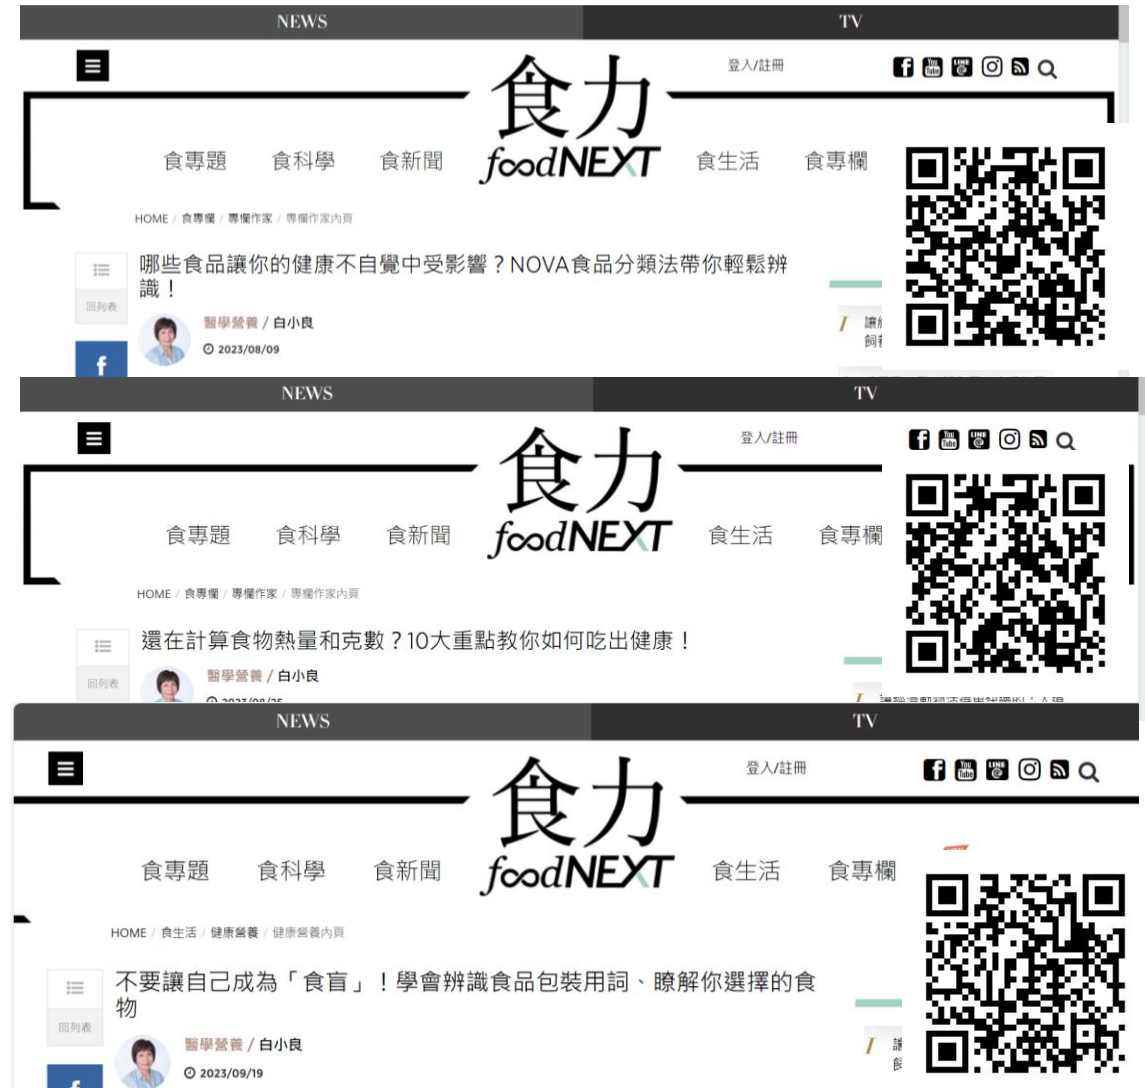 NEWS TV
登入/註冊
食力
食專題 食科學 食新聞 foodNEXT 食生活 食專欄
HOME / 食專欄 / 專欄作家 / 專欄作家內頁
哪些食品讓你的健康不自覺中受影響？NOVA食品分類法帶你輕鬆辨
識！
回列表
醫學營養 / 白小良
2023/08/09
NEWS TV
登入/註冊
食力
食專題 食科學 食新聞 foodNEXT 食生活 食專欄
HOME / 食專欄 / 專欄作家 / 專欄作家內頁
還在計算食物熱量和克數？10大重點教你如何吃出健康！
回列表
醫學營養 / 白小良
2023/08/25
NEWS TV
登入/註冊
食力
食專題 食科學 食新聞 foodNEXT 食生活 食專欄
HOME / 食生活 / 健康營養 / 健康營養內頁
不要讓自己成為「食盲」！學會辨識食品包裝用詞、瞭解你選擇的食
物
回列表
醫學營養 / 白小良
2023/09/19